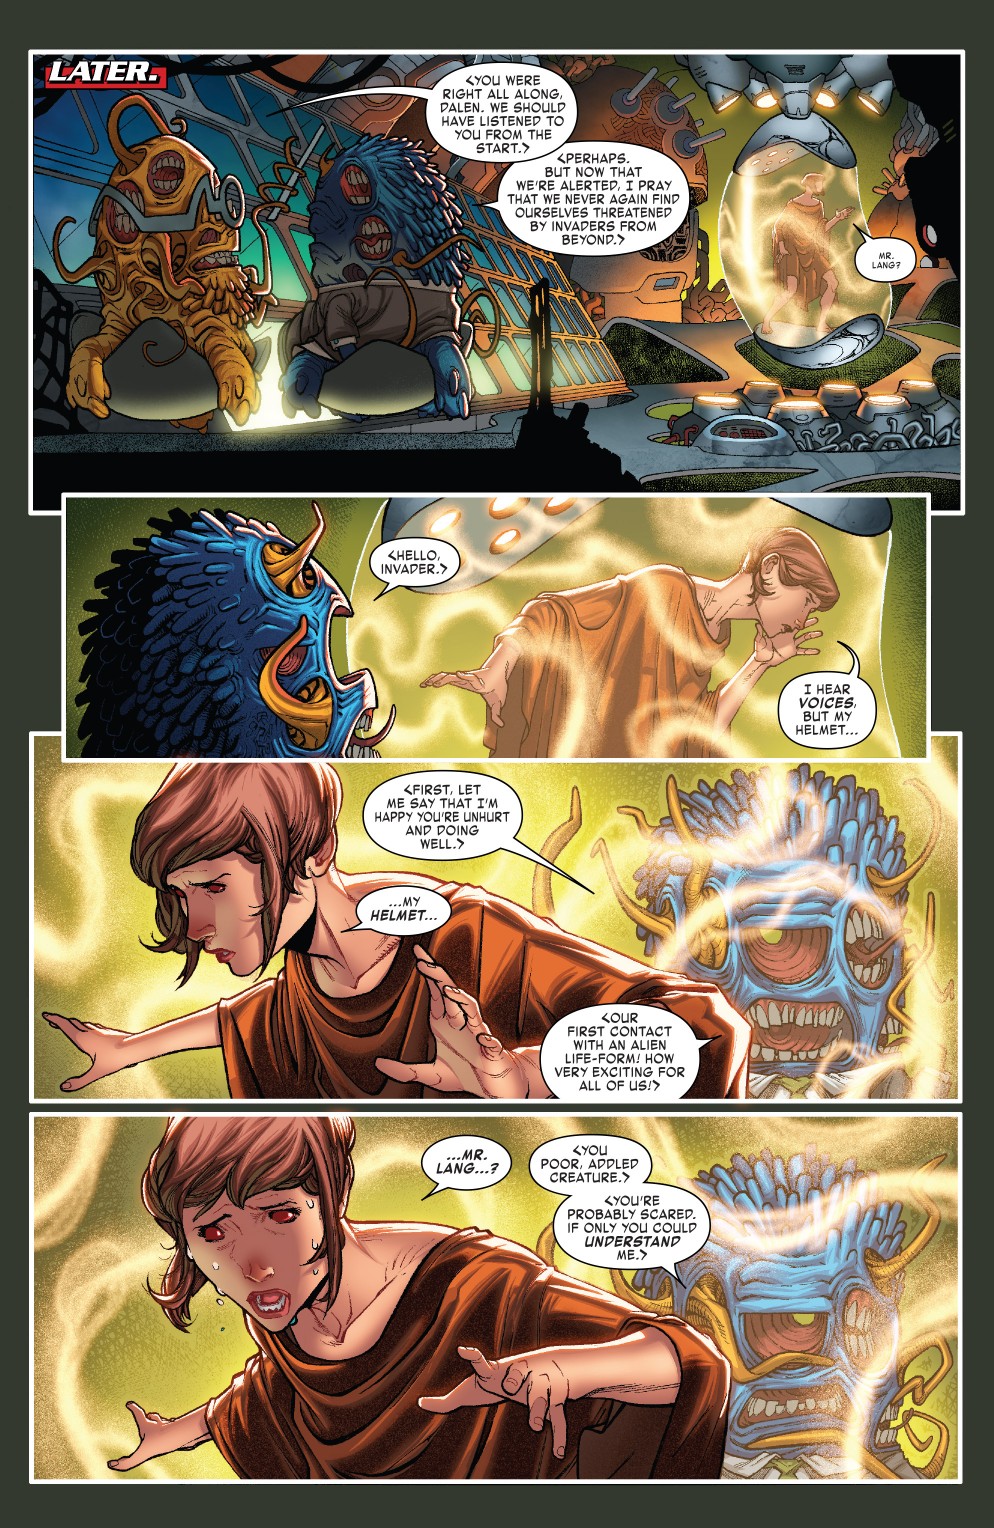 LATER.
<YOU WERE
RIGHT ALL ALONG,
DALEN. WE SHOULD
HAVE LISTENED TO
YOU FROM THE
START.>
<PERHAPS.
BUT NOW THAT
WE'RE ALERTED, I PRAY
THAT WE NEVER AGAIN FIND
OURSELVES THREATENED
BY INVADERS FROM
BEYOND.>
MR.
LANG?
<HELLO,
INVADER.>
I HEAR
VOICES,
BUT MY
HELMET...
<FIRST, LET
ME SAY THAT I'M
HAPPY YOU'RE UNHURT
AND DOING
WELL.>
...MY
HELMET...
<OUR
FIRST CONTACT
WITH AN ALIEN
LIFE-FORM! HOW
VERY EXCITING FOR
ALL OF US!>
...MR.
LANG...?
<YOU
POOR, ADDLED
CREATURE.>
<YOU'RE
PROBABLY SCARED.
IF ONLY YOU COULD
UNDERSTAND
ME.>